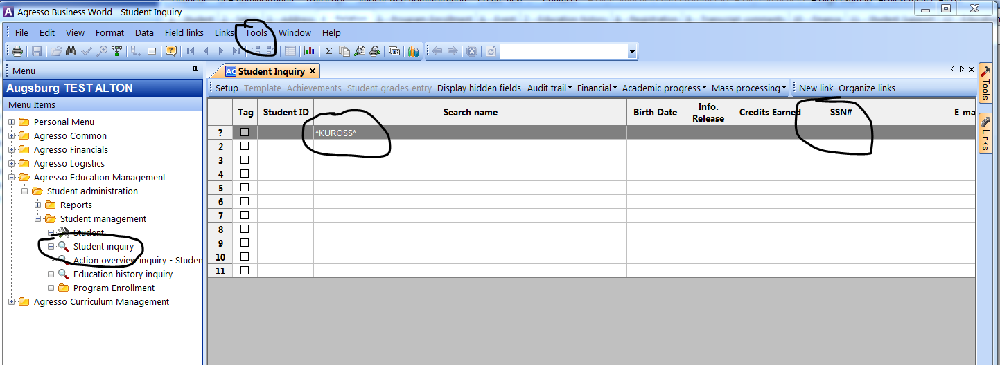 Agresso Business World - Student Inquiry
File Edit View Format Data Field links Links Tools Window Help
Menu
Student Inquiry
Augsburg TEST ALTON
Setup Template Achievements Student grades entry Display hidden fields Audit trail Financial Academic progress Mass processing New link Organize links
Menu Items
Tag Student ID Search name Birth Date Info. Release Credits Earned SSN# E-ma
Personal Menu
Agresso Common
Agresso Financials
Agresso Logistics
Agresso Education Management
Student administration
Reports
Student management
Student
Student inquiry
Action overview inquiry - Studen
Education history inquiry
Program Enrollment
Agresso Curriculum Management
? *KUROSS*
2
3
4
5
6
7
8
9
10
11
Tools
Links